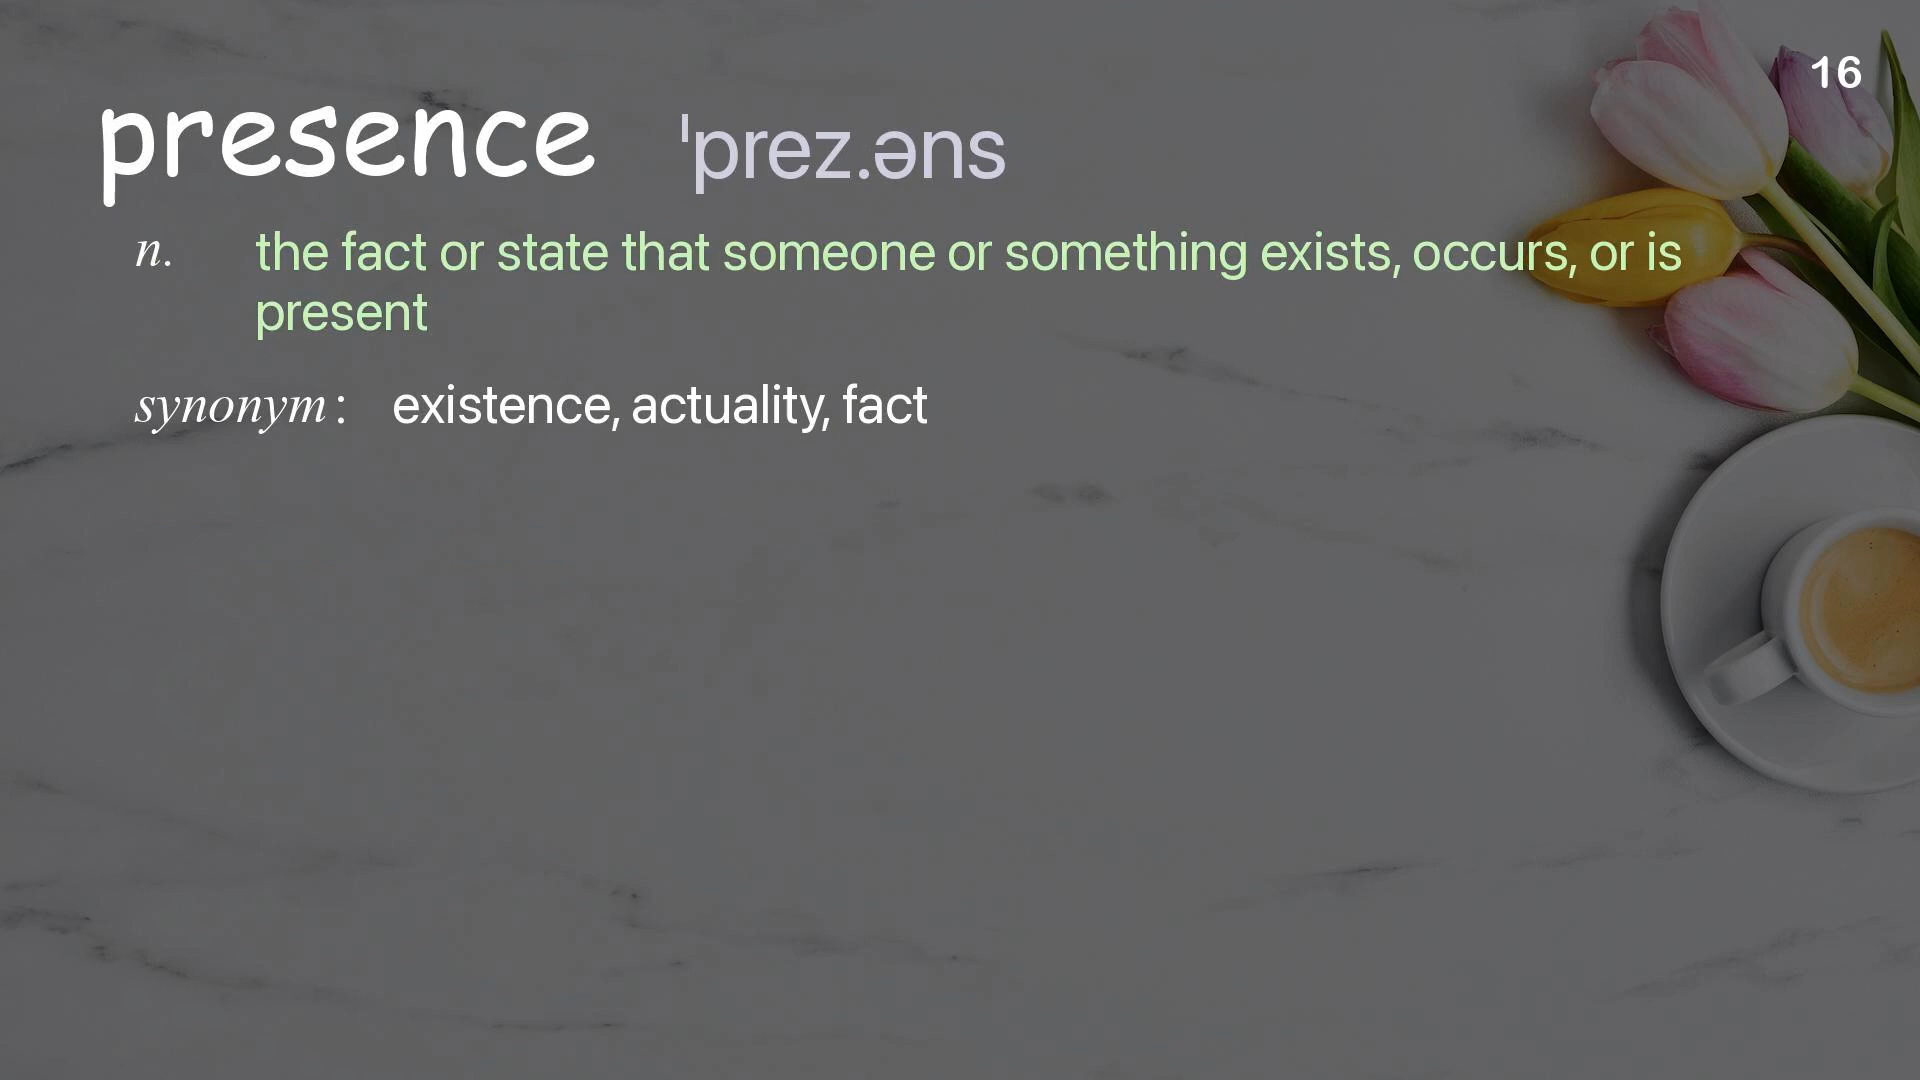 16
presence ˈprez.əns
n. the fact or state that someone or something exists, occurs, or is
present
synonym: existence, actuality, fact